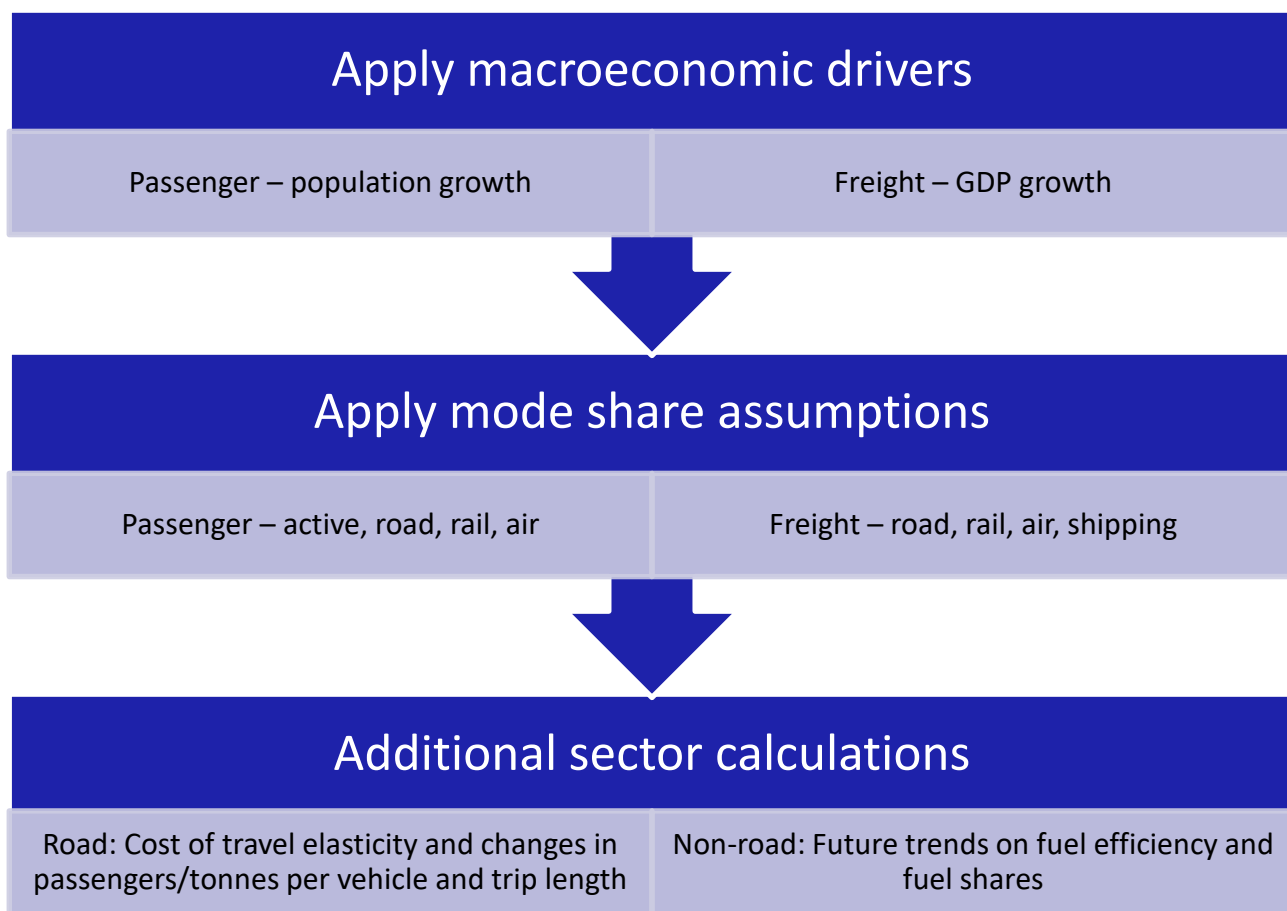 Apply macroeconomic drivers
Passenger – population growth
Freight – GDP growth
Apply mode share assumptions
Passenger – active, road, rail, air
Freight – road, rail, air, shipping
Additional sector calculations
Road: Cost of travel elasticity and changes in
passengers/tonnes per vehicle and trip length
Non-road: Future trends on fuel efficiency and
fuel shares